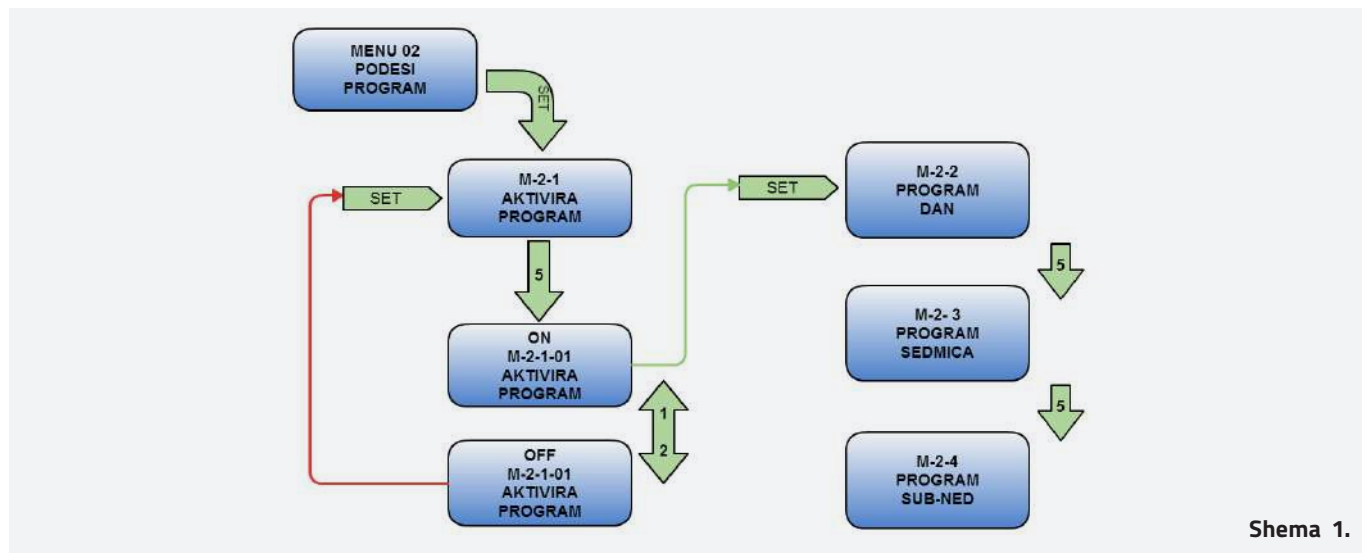 MENU 02
PODESI
PROGRAM
SET
M-2-1
AKTIVIRA
PROGRAM
SET
5
ON
M-2-1-01
AKTIVIRA
PROGRAM
1
2
OFF
M-2-1-01
AKTIVIRA
PROGRAM
SET
M-2-2
PROGRAM
DAN
5
M-2- 3
PROGRAM
SEDMICA
5
M-2-4
PROGRAM
SUB-NED
Shema 1.